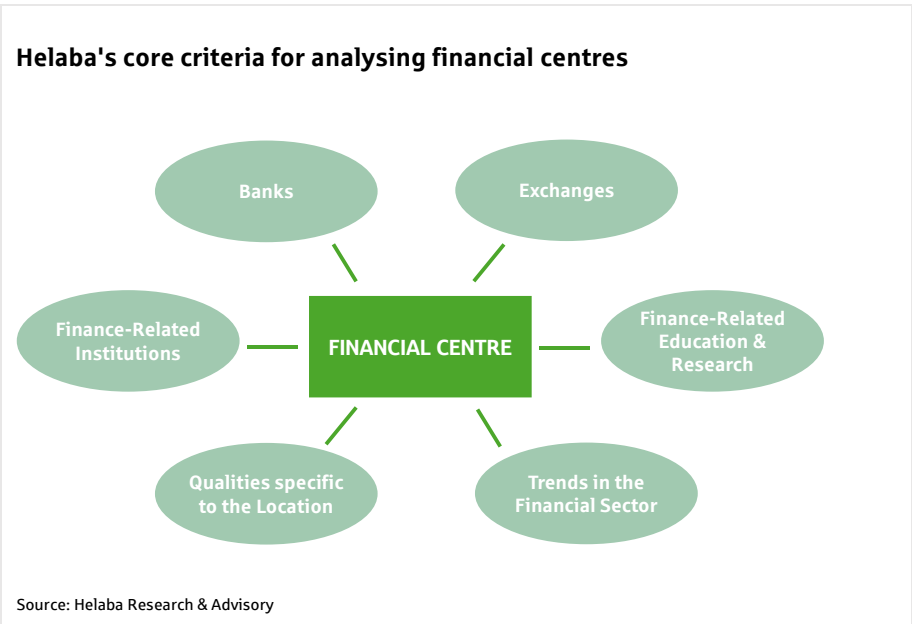 Helaba's core criteria for analysing financial centres
Banks
Exchanges
Finance-Related
Institutions
FINANCIAL CENTRE
Finance-Related
Education &
Research
Qualities specific
to the Location
Trends in the
Financial Sector
Source: Helaba Research & Advisory